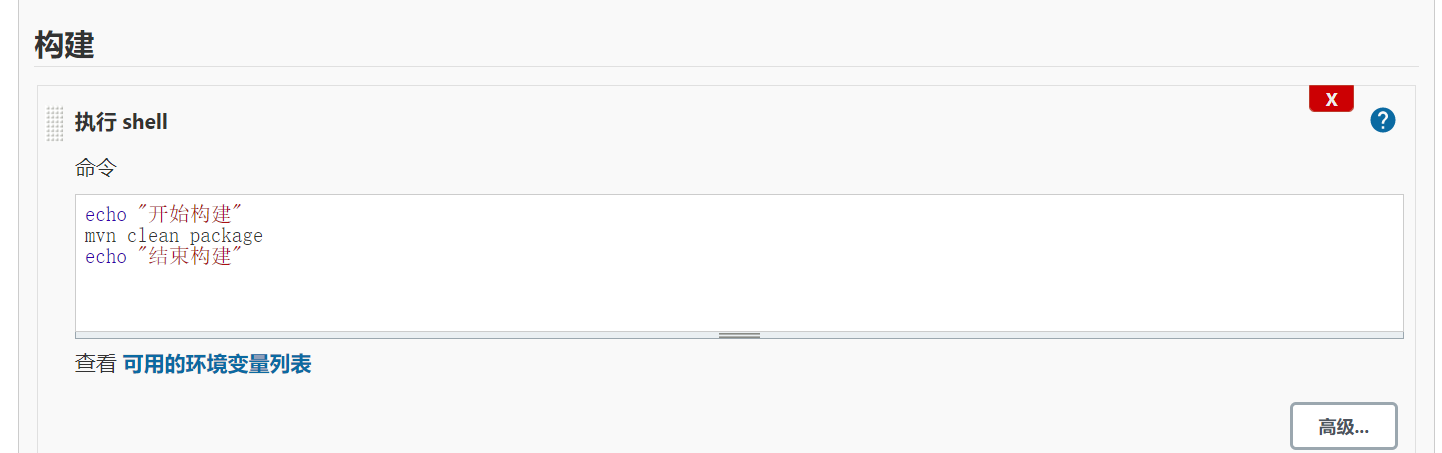 构建
X
执行 shell
?
命令
echo "开始构建"
mvn clean package
echo "结束构建"
查看 可用的环境变量列表
高级...